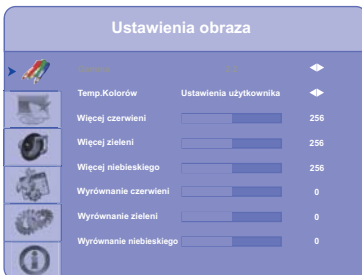 Ustawienia obraza
Temp.Kolorów Ustawienia użytkownika
Więcej czerwieni 256
Więcej zieleni 256
Więcej niebieskiego 256
Wyrównanie czerwieni 0
Wyrównanie zieleni 0
Wyrównanie niebieskiego 0